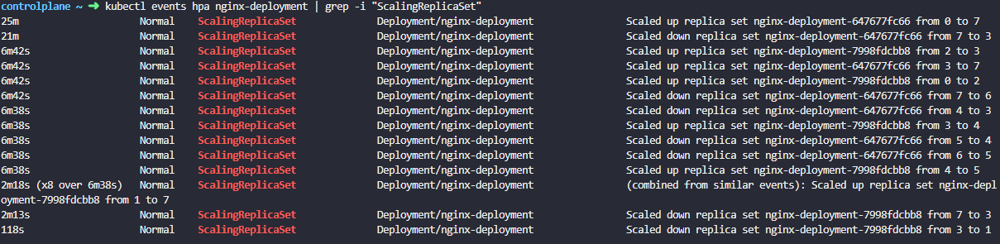 controlplane ~ ➜ kubectl events hpa nginx-deployment | grep -i "ScalingReplicaSet"
25m Normal ScalingReplicaSet Deployment/nginx-deployment Scaled up replica set nginx-deployment-647677fc66 from 0 to 7
21m Normal ScalingReplicaSet Deployment/nginx-deployment Scaled down replica set nginx-deployment-647677fc66 from 7 to 3
6m42s Normal ScalingReplicaSet Deployment/nginx-deployment Scaled up replica set nginx-deployment-7998fdcbb8 from 2 to 3
6m42s Normal ScalingReplicaSet Deployment/nginx-deployment Scaled up replica set nginx-deployment-647677fc66 from 3 to 7
6m42s Normal ScalingReplicaSet Deployment/nginx-deployment Scaled up replica set nginx-deployment-7998fdcbb8 from 0 to 2
6m42s Normal ScalingReplicaSet Deployment/nginx-deployment Scaled down replica set nginx-deployment-647677fc66 from 7 to 6
6m38s Normal ScalingReplicaSet Deployment/nginx-deployment Scaled down replica set nginx-deployment-647677fc66 from 4 to 3
6m38s Normal ScalingReplicaSet Deployment/nginx-deployment Scaled up replica set nginx-deployment-7998fdcbb8 from 3 to 4
6m38s Normal ScalingReplicaSet Deployment/nginx-deployment Scaled down replica set nginx-deployment-647677fc66 from 5 to 4
6m38s Normal ScalingReplicaSet Deployment/nginx-deployment Scaled down replica set nginx-deployment-647677fc66 from 6 to 5
6m38s Normal ScalingReplicaSet Deployment/nginx-deployment Scaled up replica set nginx-deployment-7998fdcbb8 from 4 to 5
2m18s (x8 over 6m38s) Normal ScalingReplicaSet Deployment/nginx-deployment (combined from similar events): Scaled up replica set nginx-depl
oyment-7998fdcbb8 from 1 to 7
2m13s Normal ScalingReplicaSet Deployment/nginx-deployment Scaled down replica set nginx-deployment-7998fdcbb8 from 7 to 3
118s Normal ScalingReplicaSet Deployment/nginx-deployment Scaled down replica set nginx-deployment-7998fdcbb8 from 3 to 1